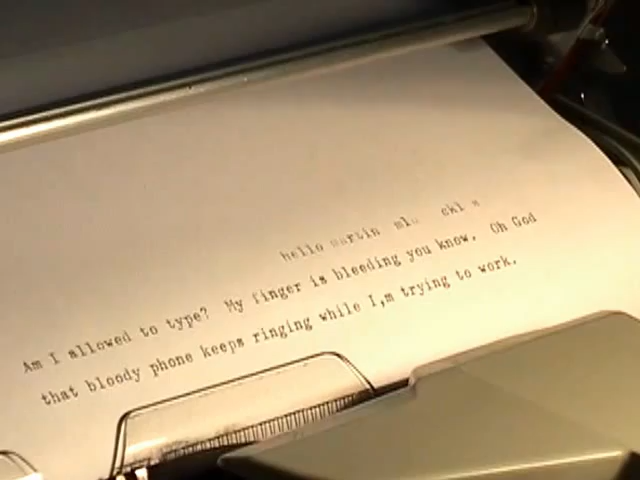 hello martin
Am I allowed to type?  My finger is bleeding you know.  Oh God
that bloody phone keeps ringing while I,m trying to work.